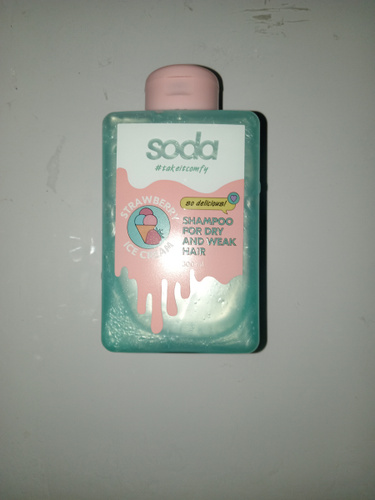 soda
#takeitcomfy
so delicious!
STRAWBERRY
ICE CREAM
SHAMPOO
FOR DRY
AND WEAK
HAIR